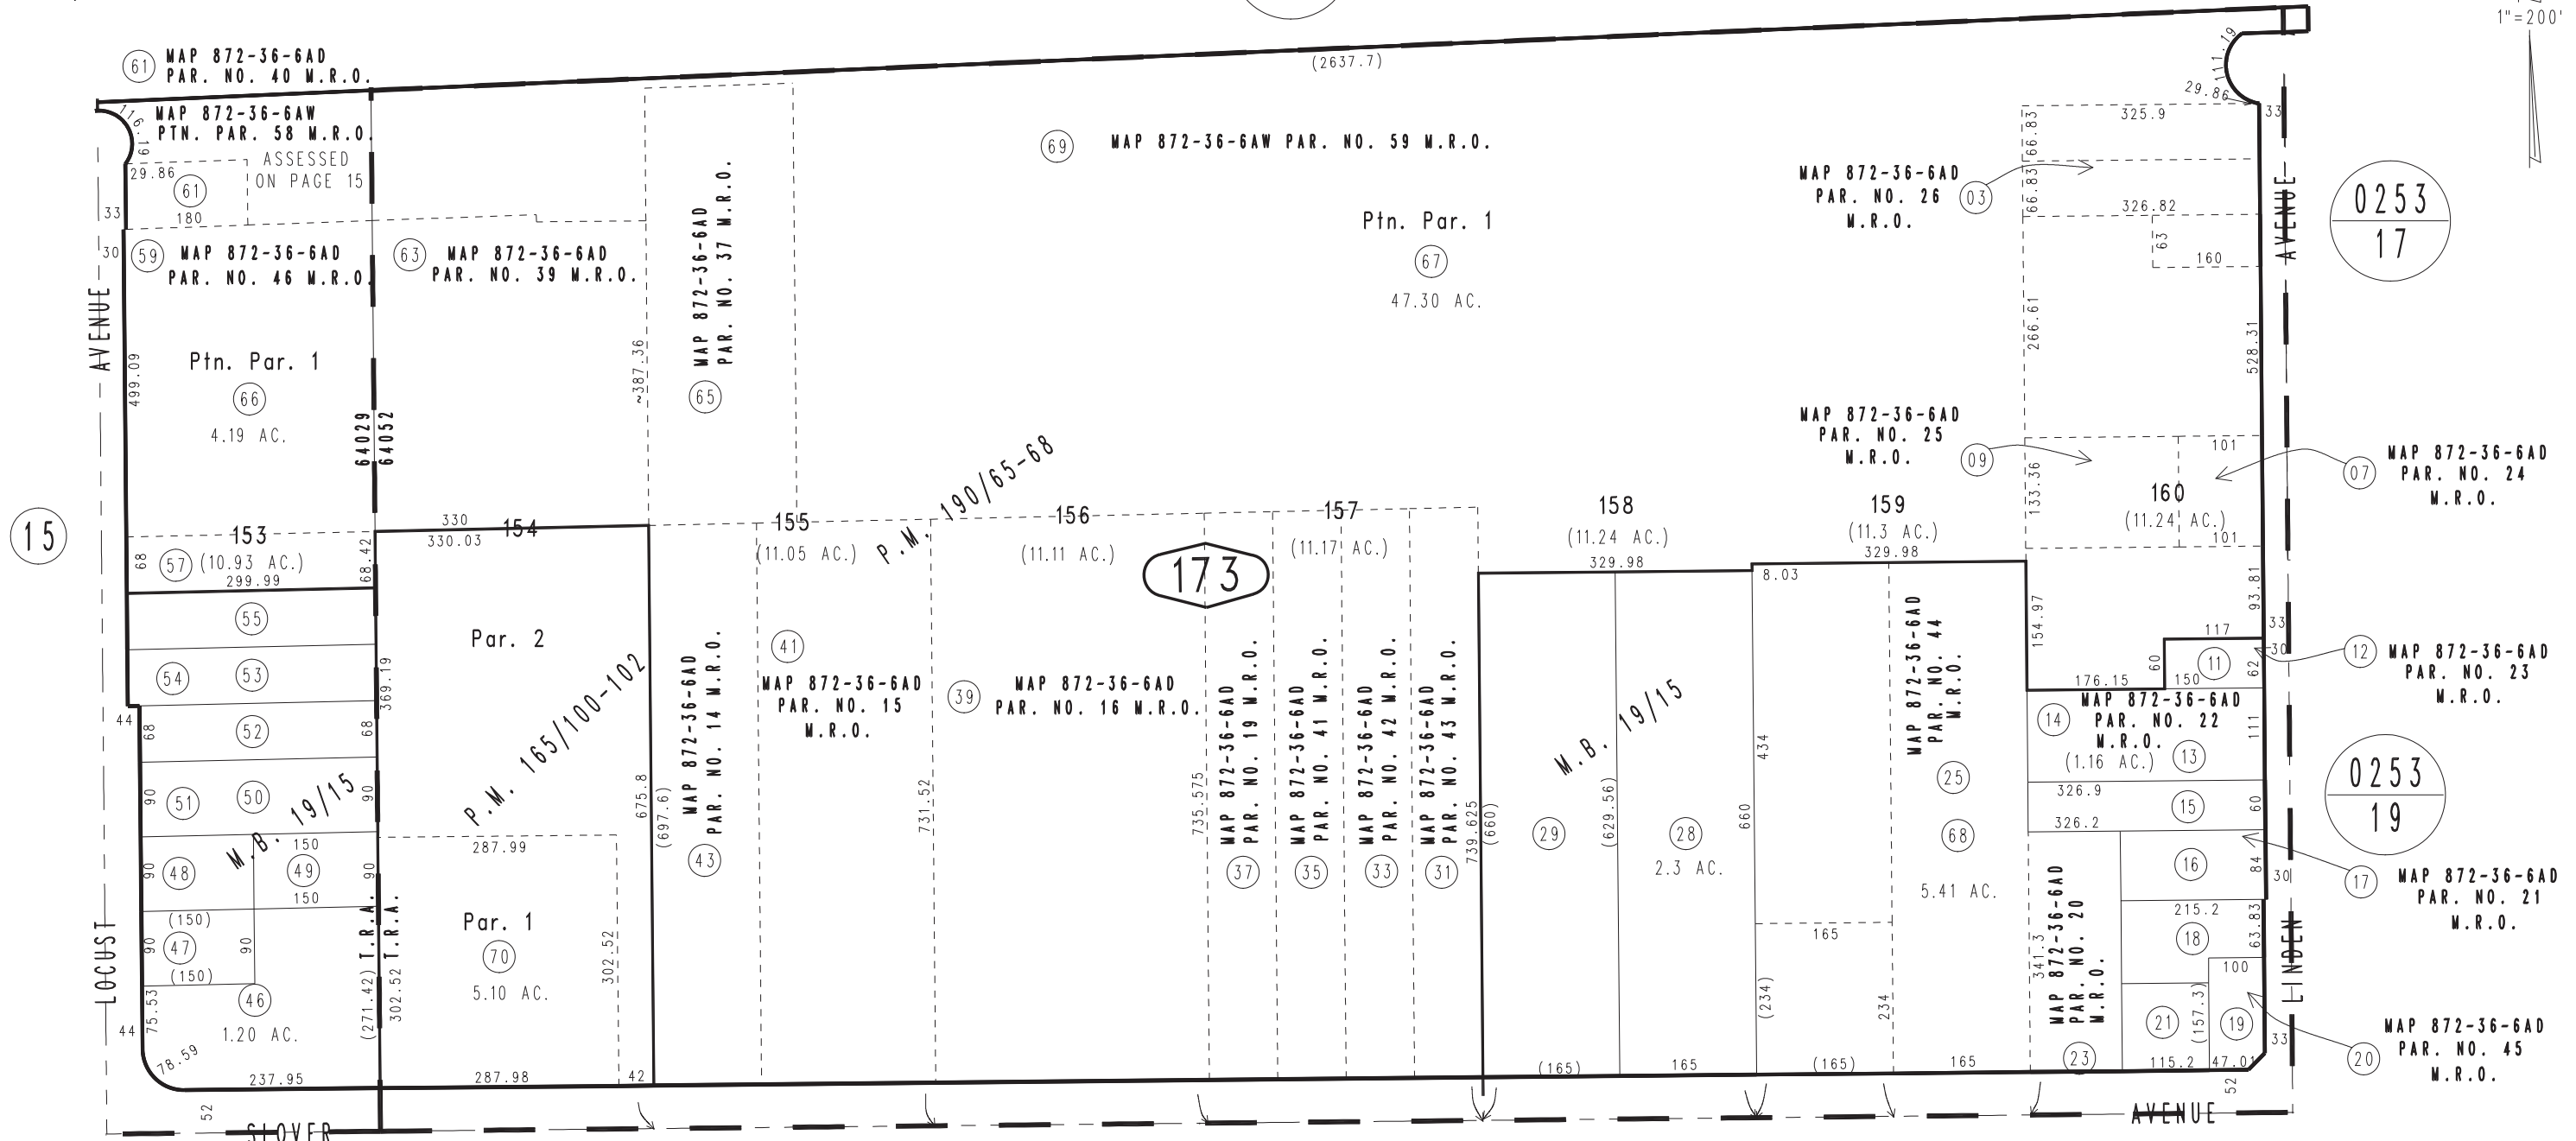 1"=200'
61 MAP 872-36-6AD
PAR. NO. 40 M.R.O.
(2637.7)
111.19
29.86
33
325.9
66.83
116.19
MAP 872-36-6AW
PTN. PAR. 58 M.R.O.
ASSESSED
ON PAGE 15
29.86
61
180
33
69 MAP 872-36-6AW PAR. NO. 59 M.R.O.
MAP 872-36-6AD
PAR. NO. 26
M.R.O.
03
66.83
326.82
63
160
AVENUE
0253
17
30
59 MAP 872-36-6AD
PAR. NO. 46 M.R.O.
63 MAP 872-36-6AD
PAR. NO. 39 M.R.O.
MAP 872-36-6AD
PAR. NO. 37 M.R.O.
65
~387.36
Ptn. Par. 1
67
47.30 AC.
266.61
528.31
AVENUE
499.09
Ptn. Par. 1
66
4.19 AC.
64029
64052
P.M. 190/65-68
MAP 872-36-6AD
PAR. NO. 25
M.R.O.
09
133.36
101
160
(11.24 AC.)
101
07
MAP 872-36-6AD
PAR. NO. 24
M.R.O.
15
153
57 (10.93 AC.)
68
68.42
299.99
330
154
330.03
155
(11.05 AC.)
156
(11.11 AC.)
157
(11.17 AC.)
158
(11.24 AC.)
329.98
159
(11.3 AC.)
329.98
8.03
173
93.81
33
154.97
117
30
60
11
62
176.15
150
12
MAP 872-36-6AD
PAR. NO. 23
M.R.O.
55
54
53
369.19
44
68
52
68
90
51
50
90
M.B. 19/15
Par. 2
P.M. 165/100-102
675.8
(697.6)
MAP 872-36-6AD
PAR. NO. 14 M.R.O.
43
41
MAP 872-36-6AD
PAR. NO. 15
M.R.O.
731.52
39
MAP 872-36-6AD
PAR. NO. 16 M.R.O.
735.575
MAP 872-36-6AD
PAR. NO. 19 M.R.O.
37
MAP 872-36-6AD
PAR. NO. 41 M.R.O.
35
MAP 872-36-6AD
PAR. NO. 42 M.R.O.
33
MAP 872-36-6AD
PAR. NO. 43 M.R.O.
31
739.625
(660)
M.B. 19/15
29
(629.56)
28
2.3 AC.
434
660
MAP 872-36-6AD
PAR. NO. 44
M.R.O.
25
68
5.41 AC.
14
MAP 872-36-6AD
PAR. NO. 22
M.R.O.
(1.16 AC.)
13
111
326.9
15
60
326.2
0253
19
16
84
30
17
MAP 872-36-6AD
PAR. NO. 21
M.R.O.
215.2
18
63.83
150
90
48
49
90
150
(150)
90
47
90
(150)
287.99
Par. 1
70
5.10 AC.
302.52
T.R.A.
T.R.A.
(271.42)
302.52
LOCUST
75.53
44
46
1.20 AC.
78.59
237.95
287.98
42
165
(234)
234
(165)
165
(165)
165
341.3
MAP 872-36-6AD
PAR. NO. 20
M.R.O.
23
100
21
(157.3)
19
115.2
47.01
LINDEN
33
20
MAP 872-36-6AD
PAR. NO. 45
M.R.O.
52
52
SLOVER
AVENUE